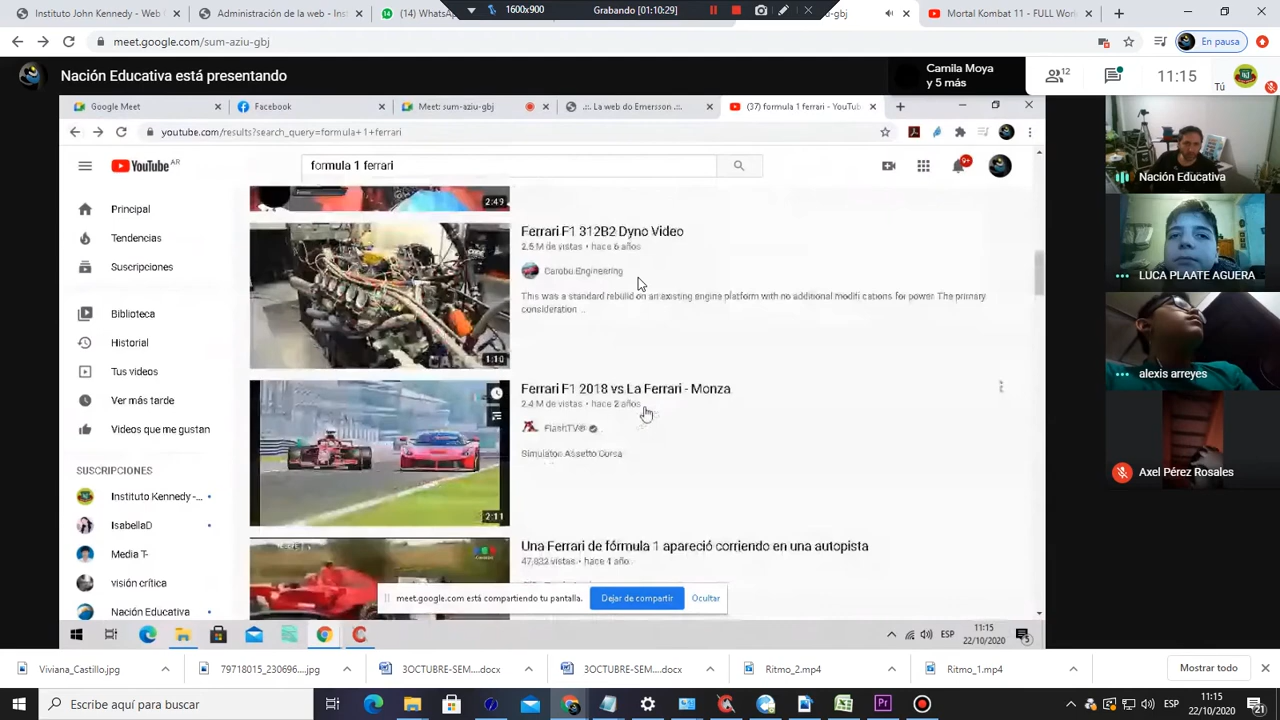 Instituto John Kennedy - Web
Administración de la web - Inst
(14) WhatsA
1600x900
Grabando (01:10:29)
-gbj
Mortal Kombat 11 - FULL Wor
meet.google.com/sum-aziu-gbj
En pausa
Nación Educativa está presentando
Camila Moya
y 5 más
12
11:15
Tú
Google Meet
Facebook
Meet: sum-aziu-gbj
.:. La web do Emersson .:.
(37) formula 1 ferrari - YouTub
youtube.com/results?search_query=formula+1+ferrari
YouTube AR
formula 1 ferrari
9+
Principal
Tendencias
Suscripciones
Biblioteca
Historial
Tus videos
Ver más tarde
Videos que me gustan
SUSCRIPCIONES
Instituto Kennedy -...
IsabellaD
Media T-
visión crítica
Nación Educativa
2:49
1:10
Ferrari F1 312B2 Dyno Video
2.6 M de vistas • hace 6 años
Carobu Engineering
This was a standard rebuild on an existing engine platform with no additional modifications for power. The primary
consideration ...
2:11
Ferrari F1 2018 vs La Ferrari - Monza
2.4 M de vistas • hace 2 años
FlashTV®
Simulator Assetto Corsa
Una Ferrari de fórmula 1 apareció corriendo en una autopista
hace 1 año
meet.google.com está compartiendo tu pantalla.
Dejar de compartir
Ocultar
ESP
11:15
22/10/2020
5
Nación Educativa
LUCA PLAATE AGUERA
alexis arreyes
Axel Pérez Rosales
Viviana_Castillo.jpg
79718015_230696....jpg
3OCTUBRE-SEM....docx
3OCTUBRE-SEM....docx
Ritmo_2.mp4
Ritmo_1.mp4
Mostrar todo
Escribe aquí para buscar
ESP
11:15
22/10/2020
21